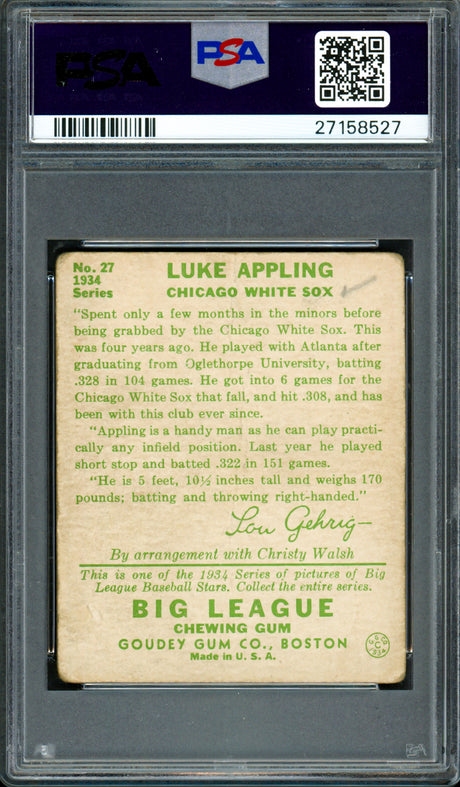 PSA
PSA
27158527
No. 27
1934
Series
LUKE APPLING
CHICAGO WHITE SOX
"Spent only a few months in the minors before
being grabbed by the Chicago White Sox. This
was four years ago. He played with Atlanta after
graduating from Oglethorpe University, batting
.328 in 104 games. He got into 6 games for the
Chicago White Sox that fall, and hit .308, and has
been with this club ever since.
"Appling is a handy man as he can play practi-
cally any infield position. Last year he played
short stop and batted .322 in 151 games.
"He is 5 feet, 10½ inches tall and weighs 170
pounds; batting and throwing right-handed."
Lou Gehrig
By arrangement with Christy Walsh
This is one of the 1934 Series of pictures of Big
League Baseball Stars. Collect the entire series.
BIG LEAGUE
CHEWING GUM
GOUDEY GUM CO., BOSTON
Made in U. S. A.
PSA